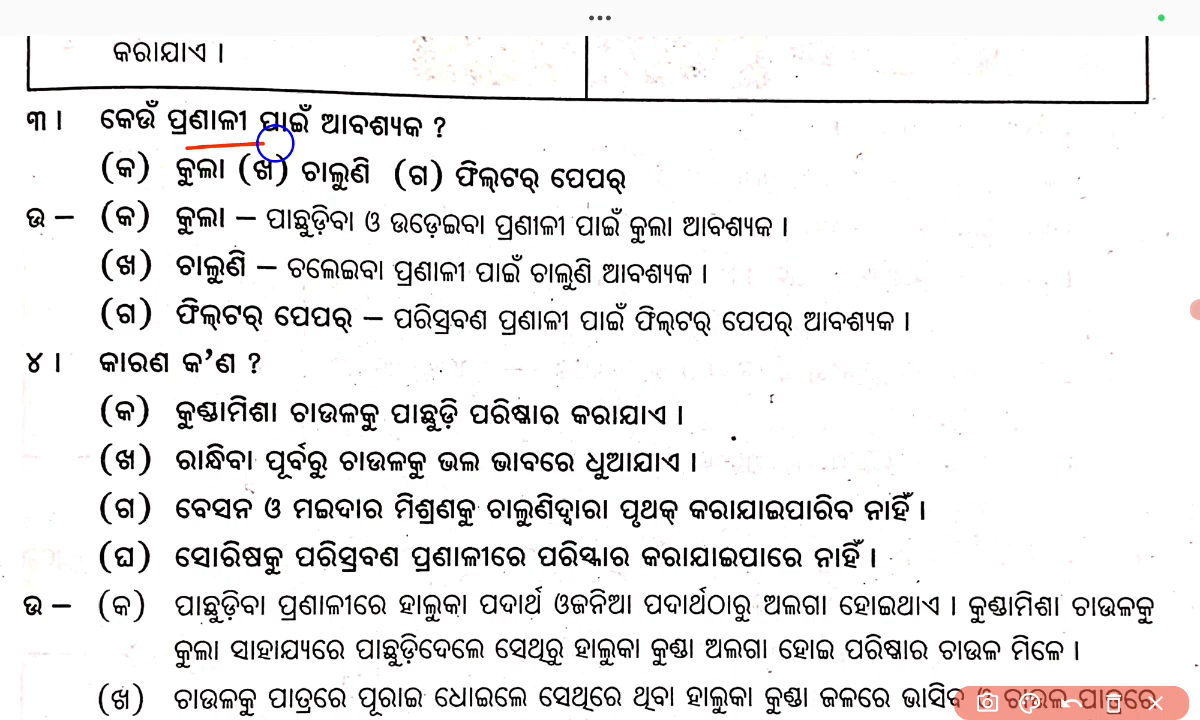 କରାଯାଏ ।
୩ । କେଉଁ ପ୍ରଣାଳୀ ପାଇଁ ଆବଶ୍ୟକ ?
(କ) କୁଲା (ଖ) ଚାଲୁଣି (ଗ) ଫିଲ୍‌ଟର୍ ପେପର୍
ଉ – (କ) କୁଲା – ପାଛୁଡ଼ିବା ଓ ଉଡ଼େଇବା ପ୍ରଣୀଳୀ ପାଇଁ କୁଲା ଆବଶ୍ୟକ ।
(ଖ) ଚାଲୁଣି – ଚଲେଇବା ପ୍ରଣାଳୀ ପାଇଁ ଚାଲୁଣି ଆବଶ୍ୟକ ।
(ଗ) ଫିଲ୍‌ଟର୍ ପେପର୍ – ପରିସ୍ରବଣ ପ୍ରଣାଳୀ ପାଇଁ ଫିଲ୍‌ଟର୍ ପେପର୍ ଆବଶ୍ୟକ ।
୪ । କାରଣ କ’ଣ ?
(କ) କୁଣ୍ଡାମିଶା ଚାଉଳକୁ ପାଛୁଡ଼ି ପରିଷ୍କାର କରାଯାଏ ।
(ଖ) ରାନ୍ଧିବା ପୂର୍ବରୁ ଚାଉଳକୁ ଭଲ ଭାବରେ ଧୁଆଯାଏ ।
(ଗ) ବେସନ ଓ ମଇଦାର ମିଶ୍ରଣକୁ ଚାଲୁଣିଦ୍ୱାରା ପୃଥକ୍ କରାଯାଇପାରିବ ନାହିଁ ।
(ଘ) ସୋରିଷକୁ ପରିସ୍ରବଣ ପ୍ରଣାଳୀରେ ପରିସ୍କାର କରାଯାଇପାରେ ନାହିଁ ।
ଉ – (କ) ପାଛୁଡ଼ିବା ପ୍ରଣାଳୀରେ ହାଲୁକା ପଦାର୍ଥ ଓଜନିଆ ପଦାର୍ଥଠାରୁ ଅଲଗା ହୋଇଥାଏ । କୁଣ୍ଡାମିଶା ଚାଉଳକୁ
କୁଲା ସାହାଯ୍ୟରେ ପାଛୁଡ଼ିଦେଲେ ସେଥିରୁ ହାଲୁକା କୁଣ୍ଡା ଅଲଗା ହୋଇ ପରିଷ୍କାର ଚାଉଳ ମିଳେ ।
(ଖ) ଚାଉଳକୁ ପାତ୍ରରେ ପୂରାଇ ଧୋଇଲେ ସେଥିରେ ଥିବା ହାଲୁକା କୁଣ୍ଡା ଜଳରେ ଭାସିବ ଓ ଚାଉଳ ପାତ୍ରରେ